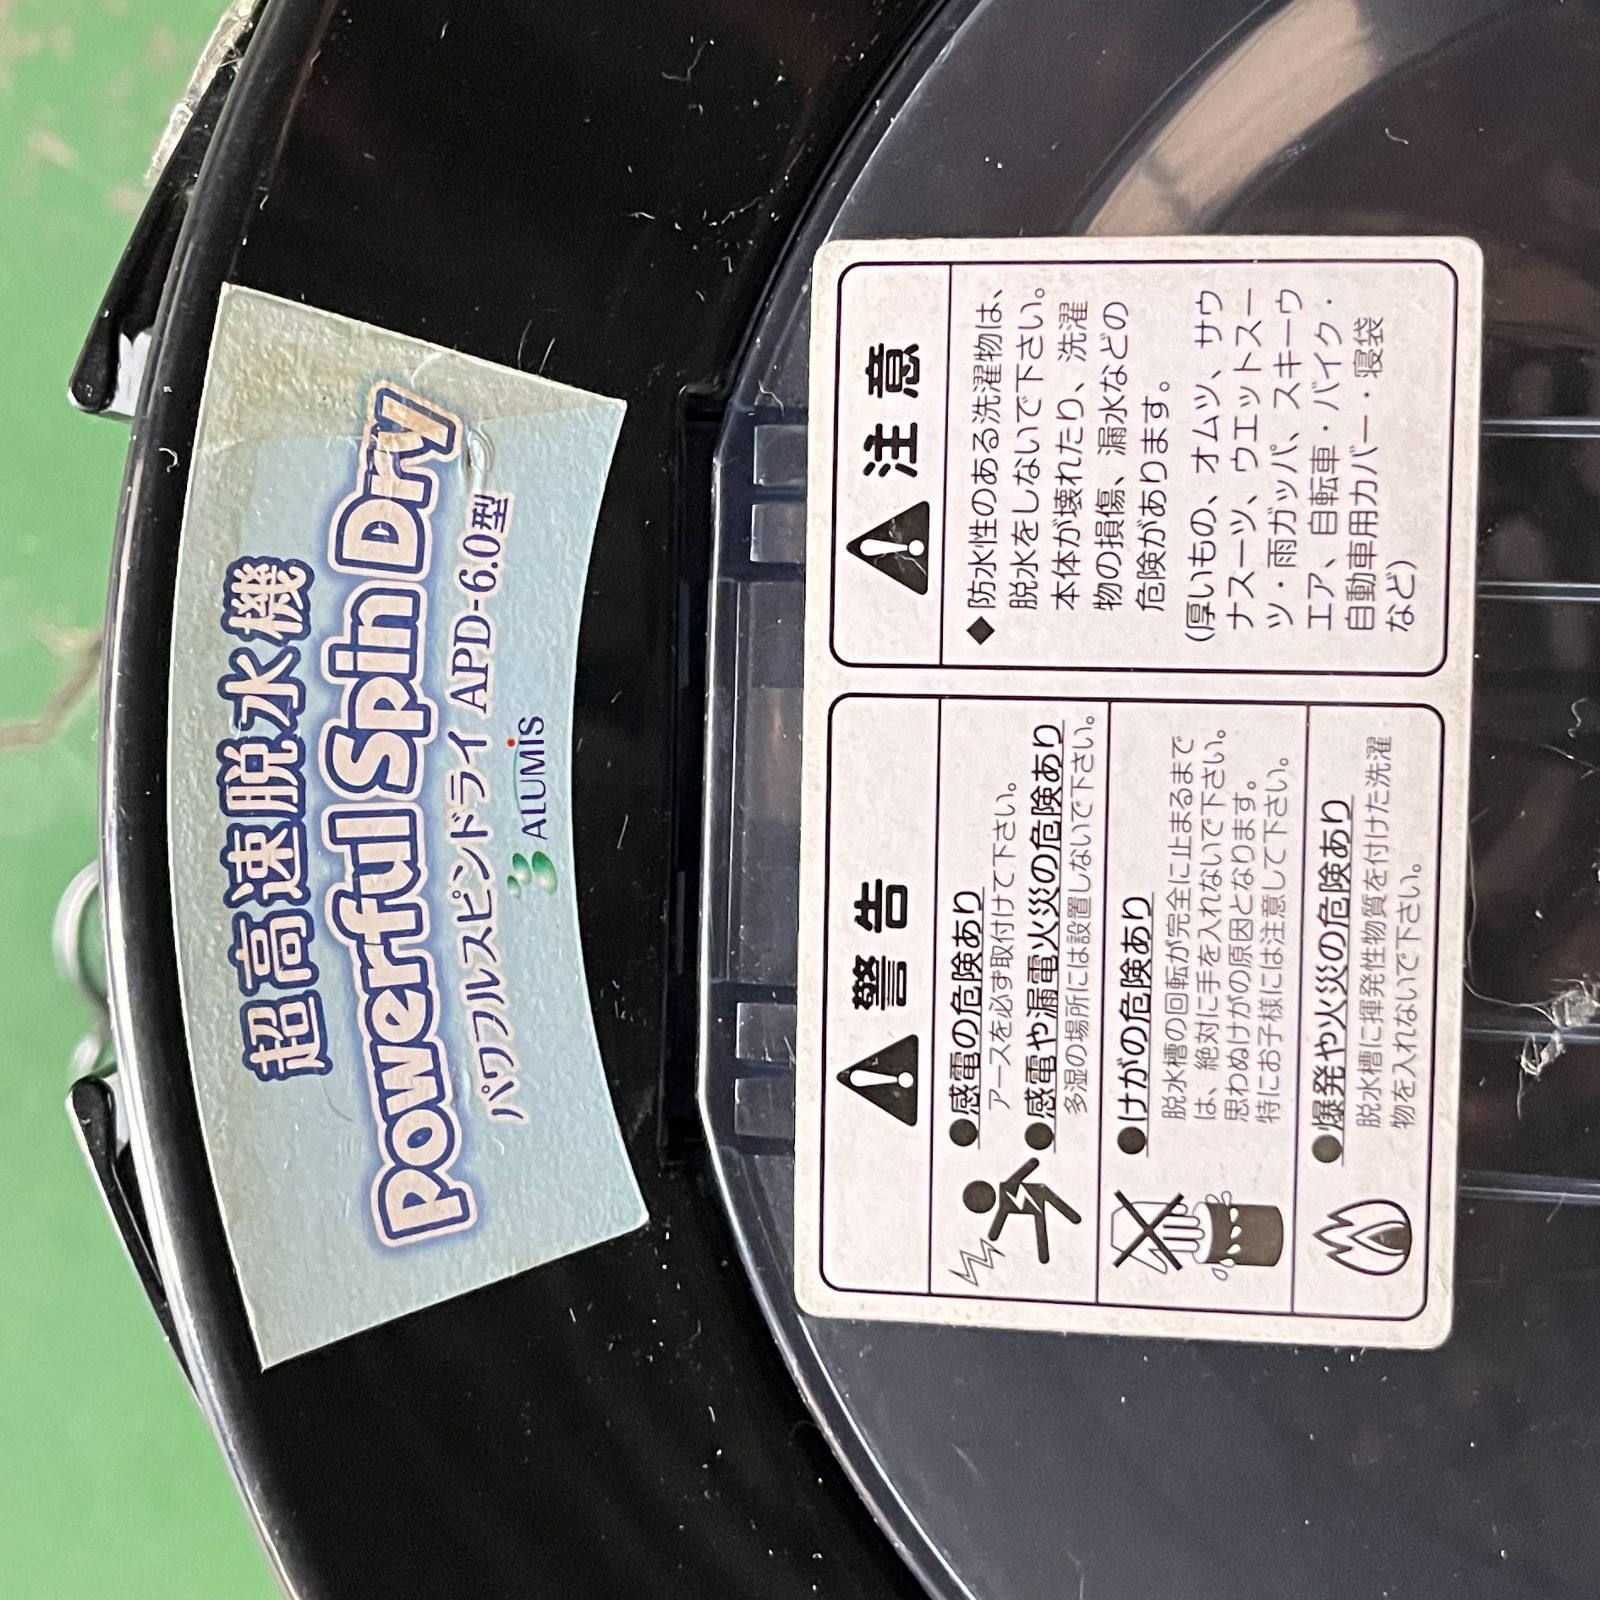 超高速脱水機
Powerful Spin Dry
パワフルスピンドライ APD-6.0型
ALUMIS
警告
●感電の危険あり
アースを必ず取付けて下さい。
●感電や漏電火災の危険あり
多湿の場所には設置しないで下さい。
●けがの危険あり
脱水槽の回転が完全に止まるまで
は、絶対に手を入れないで下さい。
思わぬけがの原因となります。
特にお子様には注意して下さい。
●爆発や火災の危険あり
脱水槽に揮発性物質を付けた洗濯
物を入れないで下さい。
注意
◆防水性のある洗濯物は、
脱水をしないで下さい。
本体が壊れたり、洗濯
物の損傷、漏水などの
危険があります。
(厚いもの、オムツ、サウ
ナスーツ、ウエットスー
ツ・雨ガッパ、スキーウ
エア、自転車・バイク・
自動車用カバー・寝袋
など)